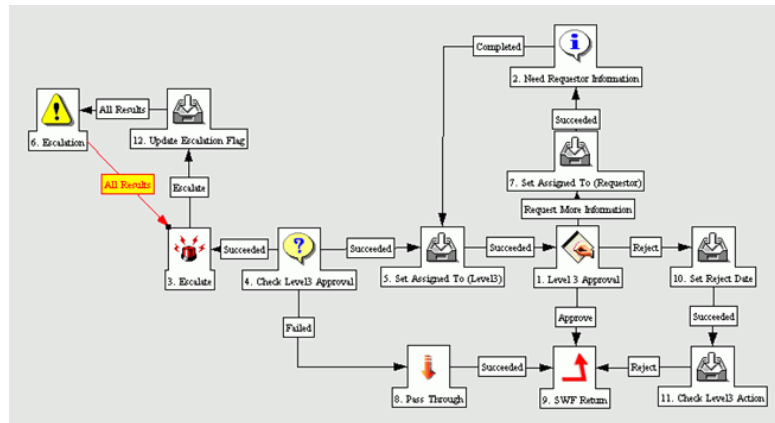 Completed
2. Need Requestor Information
All Results
6. Escalation
12. Update Escalation Flag
Succeeded
All Results
Escalate
7. Set Assigned To (Requestor)
Request More Information
Succeeded
Succeeded
Succeeded
Reject
3. Escalate
4. Check Level3 Approval
5. Set Assigned To (Level3)
1. Level 3 Approval
10. Set Reject Date
Failed
Approve
Succeeded
Succeeded
Reject
8. Pass Through
9. SWF Return
11. Check Level3 Action